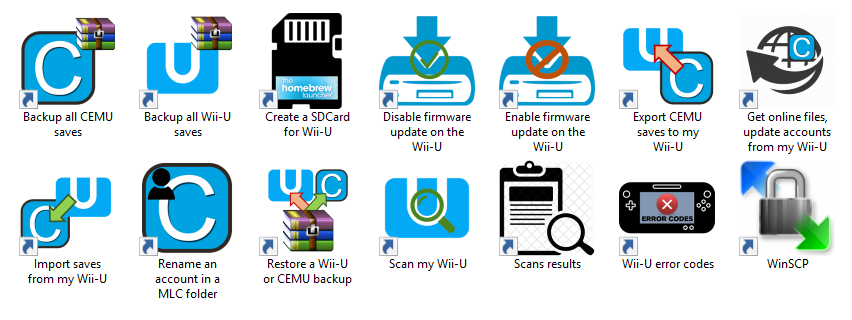 the
homebrew
launcher
Backup all CEMU
saves
Backup all Wii-U
saves
Create a SDCard
for Wii-U
Disable firmware
update on the
Wii-U
Enable firmware
update on the
Wii-U
Export CEMU
saves to my
Wii-U
Get online files,
update accounts
from my Wii-U
ERROR CODES
Import saves
from my Wii-U
Rename an
account in a
MLC folder
Restore a Wii-U
or CEMU backup
Scan my Wii-U
Scans results
Wii-U error codes
WinSCP